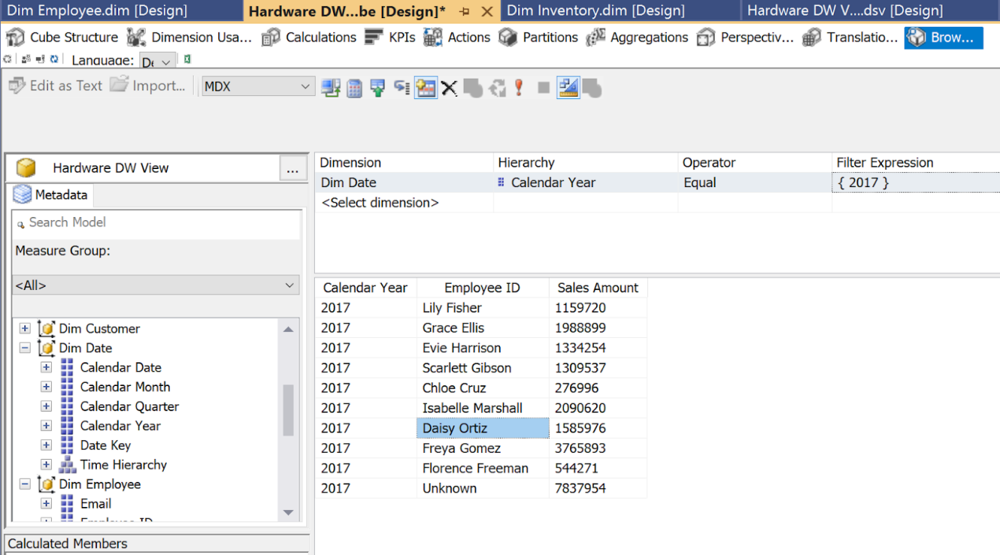 Dim Employee.dim [Design] Hardware DW...be [Design]* Dim Inventory.dim [Design] Hardware DW V....dsv [Design]
Cube Structure Dimension Usa... Calculations KPIs Actions Partitions Aggregations Perspectiv... Translatio... Brow...
Language: De
Edit as Text Import... MDX
Hardware DW View ...
Metadata
Search Model
Measure Group:
<All>
Dim Customer
Dim Date
Calendar Date
Calendar Month
Calendar Quarter
Calendar Year
Date Key
Time Hierarchy
Dim Employee
Email
Employee ID
Calculated Members
Dimension Hierarchy Operator Filter Expression
Dim Date Calendar Year Equal { 2017 }
<Select dimension>
Calendar Year Employee ID Sales Amount
2017 Lily Fisher 1159720
2017 Grace Ellis 1988899
2017 Evie Harrison 1334254
2017 Scarlett Gibson 1309537
2017 Chloe Cruz 276996
2017 Isabelle Marshall 2090620
2017 Daisy Ortiz 1585976
2017 Freya Gomez 3765893
2017 Florence Freeman 544271
2017 Unknown 7837954